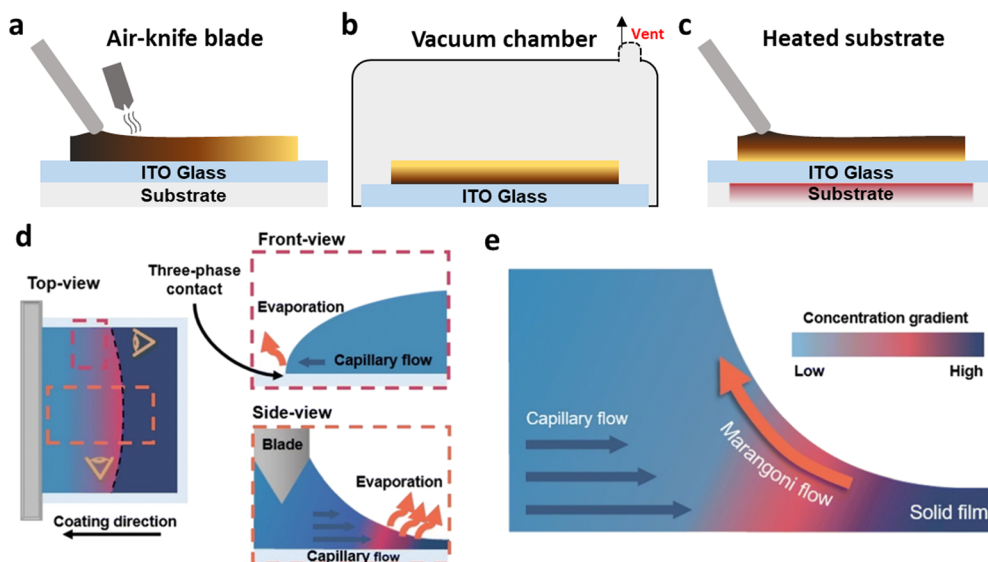 a
Air-knife blade
ITO Glass
Substrate
b
Vacuum chamber
Vent
ITO Glass
c
Heated substrate
ITO Glass
Substrate
d
Top-view
Coating direction
Three-phase
contact
Front-view
Evaporation
Capillary flow
Side-view
Blade
Evaporation
Capillary flow
e
Concentration gradient
Low
High
Capillary flow
Marangoni flow
Solid film